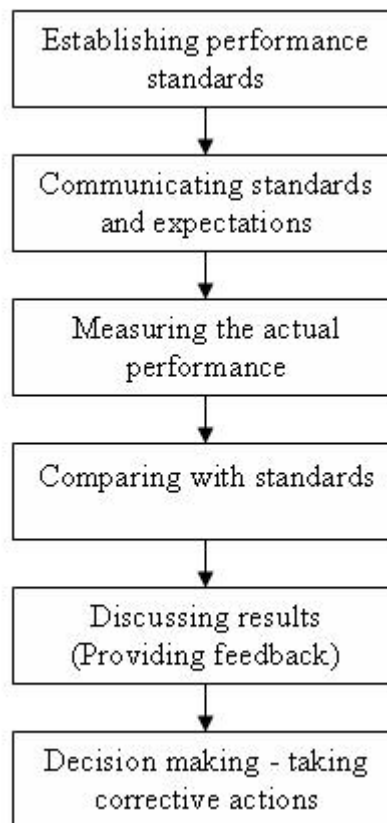 Establishing performance
standards
Communicating standards
and expectations
Measuring the actual
performance
Comparing with standards
Discussing results
(Providing feedback)
Decision making - taking
corrective actions